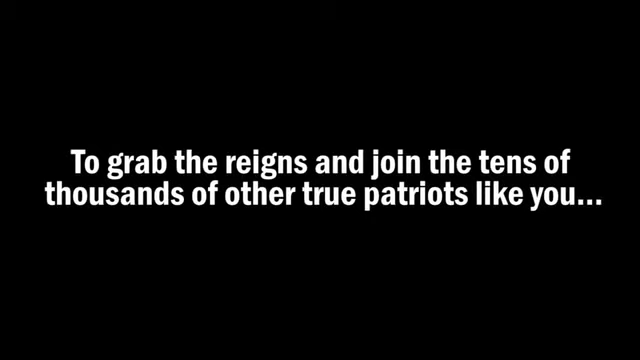 To grab the reigns and join the tens of
thousands of other true patriots like you...